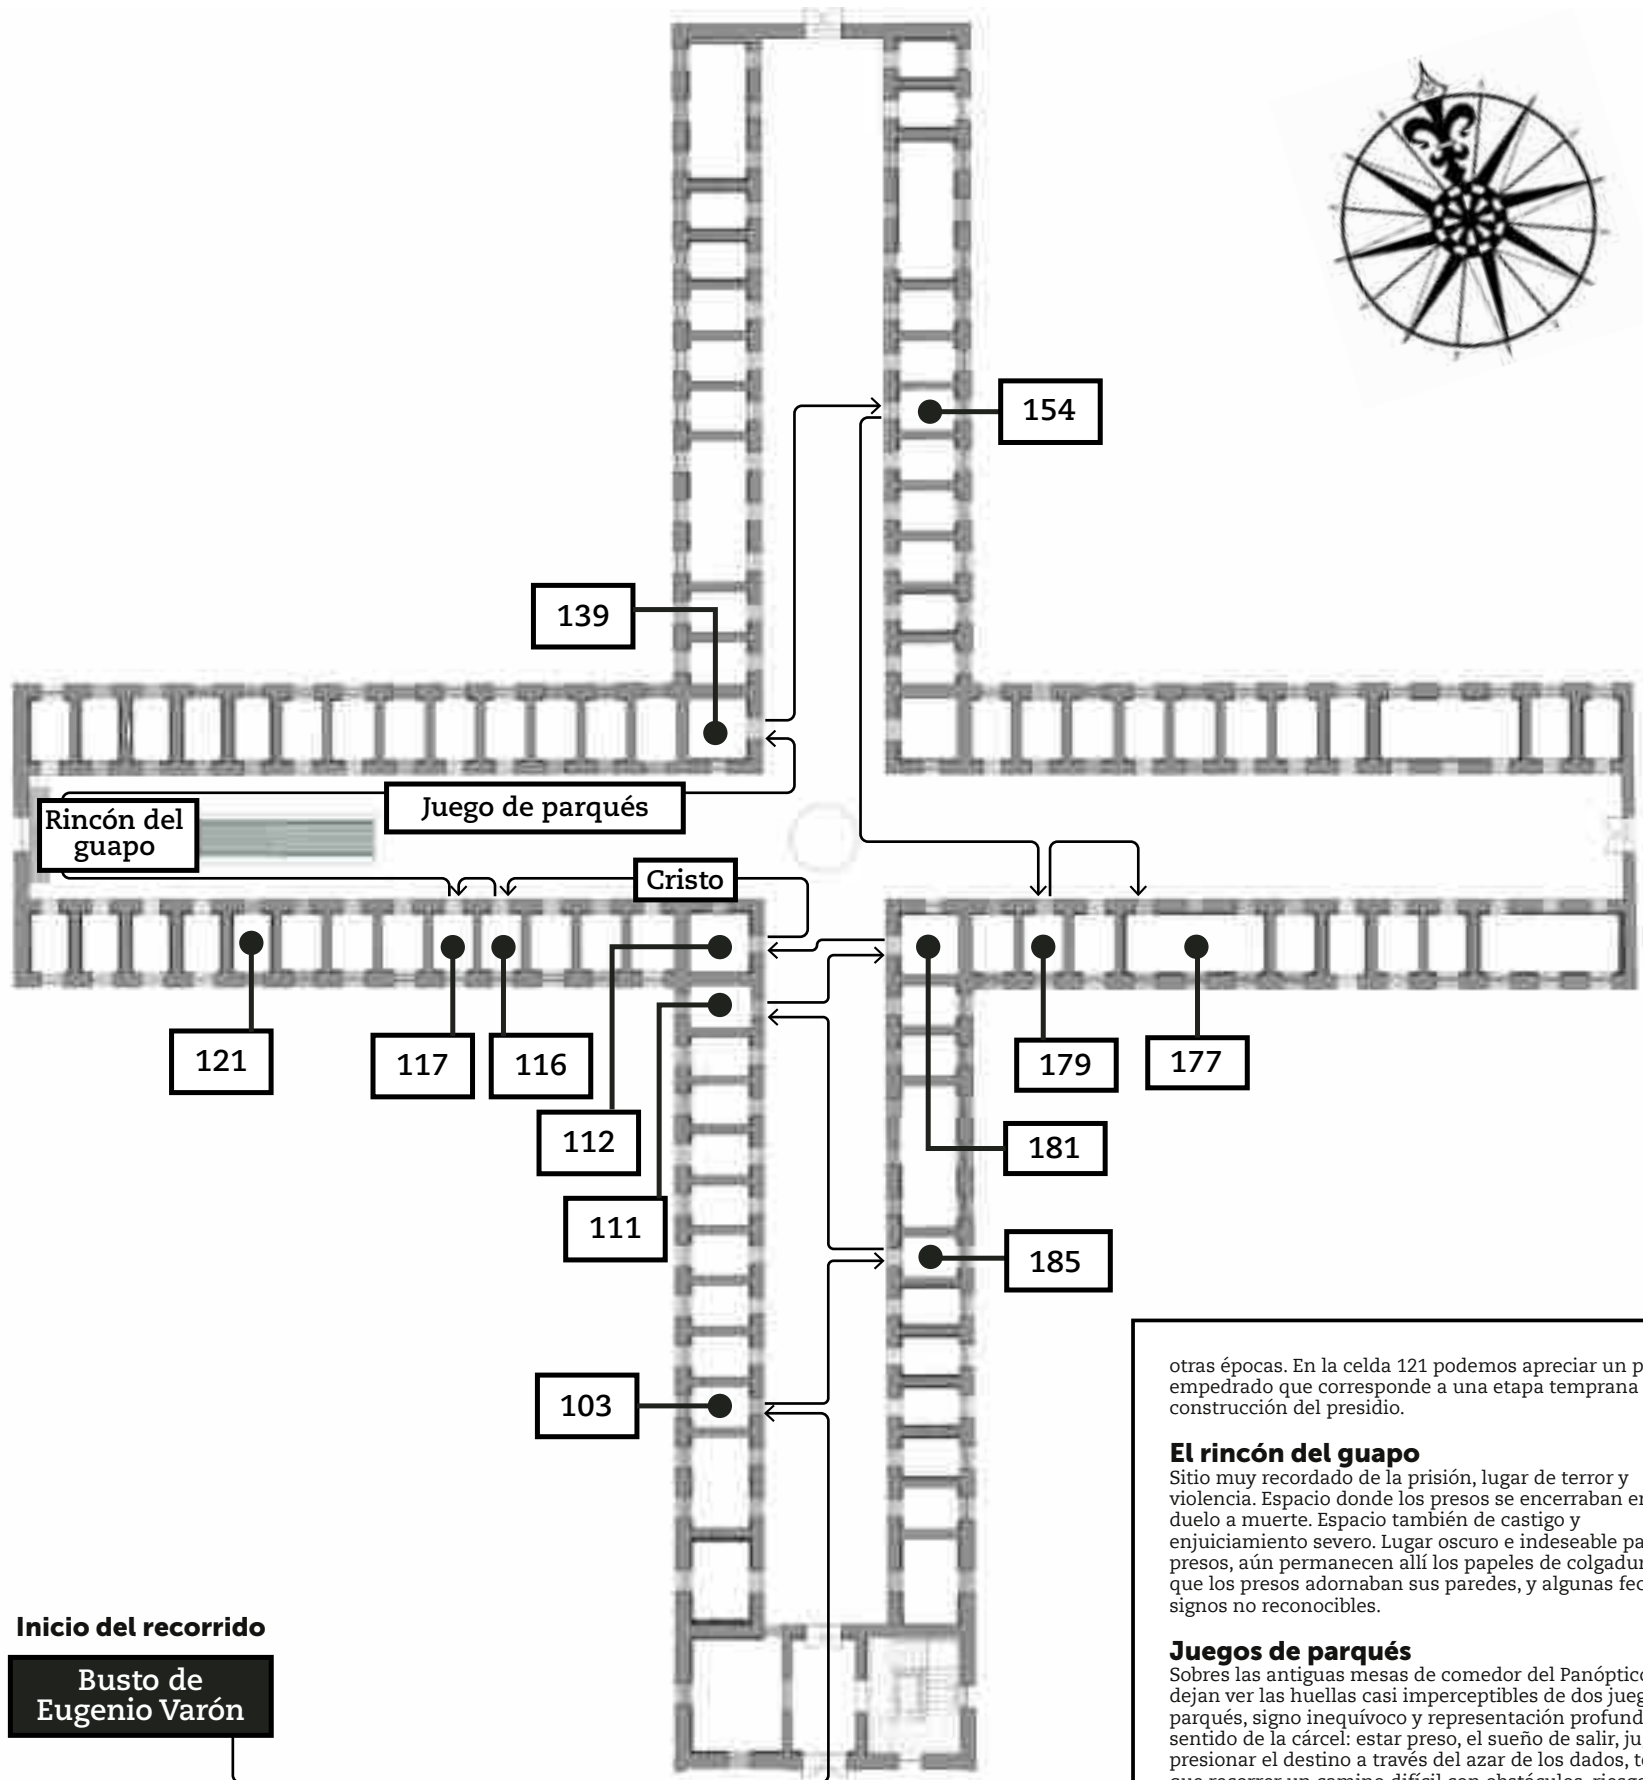 154
139
Juego de parqués
Rincón del
guapo
Cristo
121
117
116
179
177
112
181
111
185
103
Inicio del recorrido
Busto de
Eugenio Varón
otras épocas. En la celda 121 podemos apreciar un
empedrado que corresponde a una etapa temprana
construcción del presidio.
El rincón del guapo
Sitio muy recordado de la prisión, lugar de terror y
violencia. Espacio donde los presos se encerraban
duelo a muerte. Espacio también de castigo y
enjuiciamiento severo. Lugar oscuro e indeseable
presos, aún permanecen allí los papeles de
que los presos adornaban sus paredes, y algunas
signos no reconocibles.
Juegos de parqués
Sobres las antiguas mesas de comedor del Panóptico
dejan ver las huellas casi imperceptibles de dos
parqués, signo inequívoco y representación
sentido de la cárcel: estar preso, el sueño de salir,
presionar el destino a través del azar de los dados,
que recorrer un camino difícil con obstáculos,